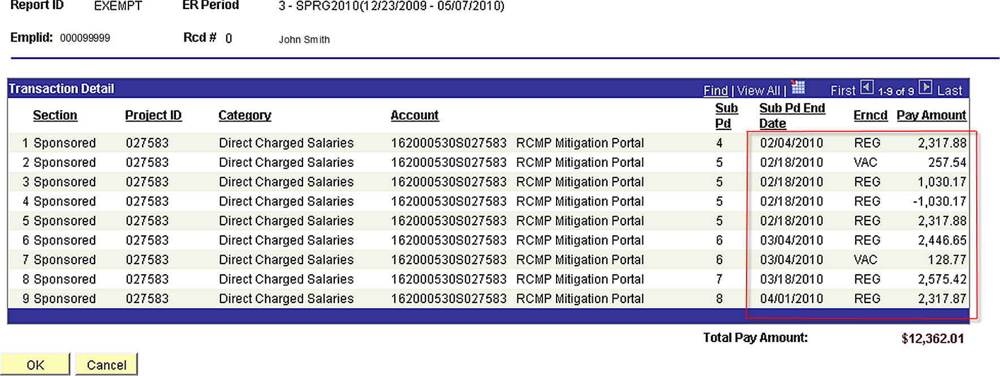 Report ID EXEMPT ER Period 3 - SPRG2010(12/23/2009 - 05/07/2010)
Emplid: 000099999 Rcd # 0 John Smith
Transaction Detail Find | View All | First 1-9 of 9 Last
Section Project ID Category Account Sub Pd Sub Pd End Date Erncd Pay Amount
1 Sponsored 027583 Direct Charged Salaries 162000530S027583 RCMP Mitigation Portal 4 02/04/2010 REG 2,317.88
2 Sponsored 027583 Direct Charged Salaries 162000530S027583 RCMP Mitigation Portal 5 02/18/2010 VAC 257.54
3 Sponsored 027583 Direct Charged Salaries 162000530S027583 RCMP Mitigation Portal 5 02/18/2010 REG 1,030.17
4 Sponsored 027583 Direct Charged Salaries 162000530S027583 RCMP Mitigation Portal 5 02/18/2010 REG -1,030.17
5 Sponsored 027583 Direct Charged Salaries 162000530S027583 RCMP Mitigation Portal 5 02/18/2010 REG 2,317.88
6 Sponsored 027583 Direct Charged Salaries 162000530S027583 RCMP Mitigation Portal 6 03/04/2010 REG 2,446.65
7 Sponsored 027583 Direct Charged Salaries 162000530S027583 RCMP Mitigation Portal 6 03/04/2010 VAC 128.77
8 Sponsored 027583 Direct Charged Salaries 162000530S027583 RCMP Mitigation Portal 7 03/18/2010 REG 2,575.42
9 Sponsored 027583 Direct Charged Salaries 162000530S027583 RCMP Mitigation Portal 8 04/01/2010 REG 2,317.87
Total Pay Amount: $12,362.01
OK Cancel